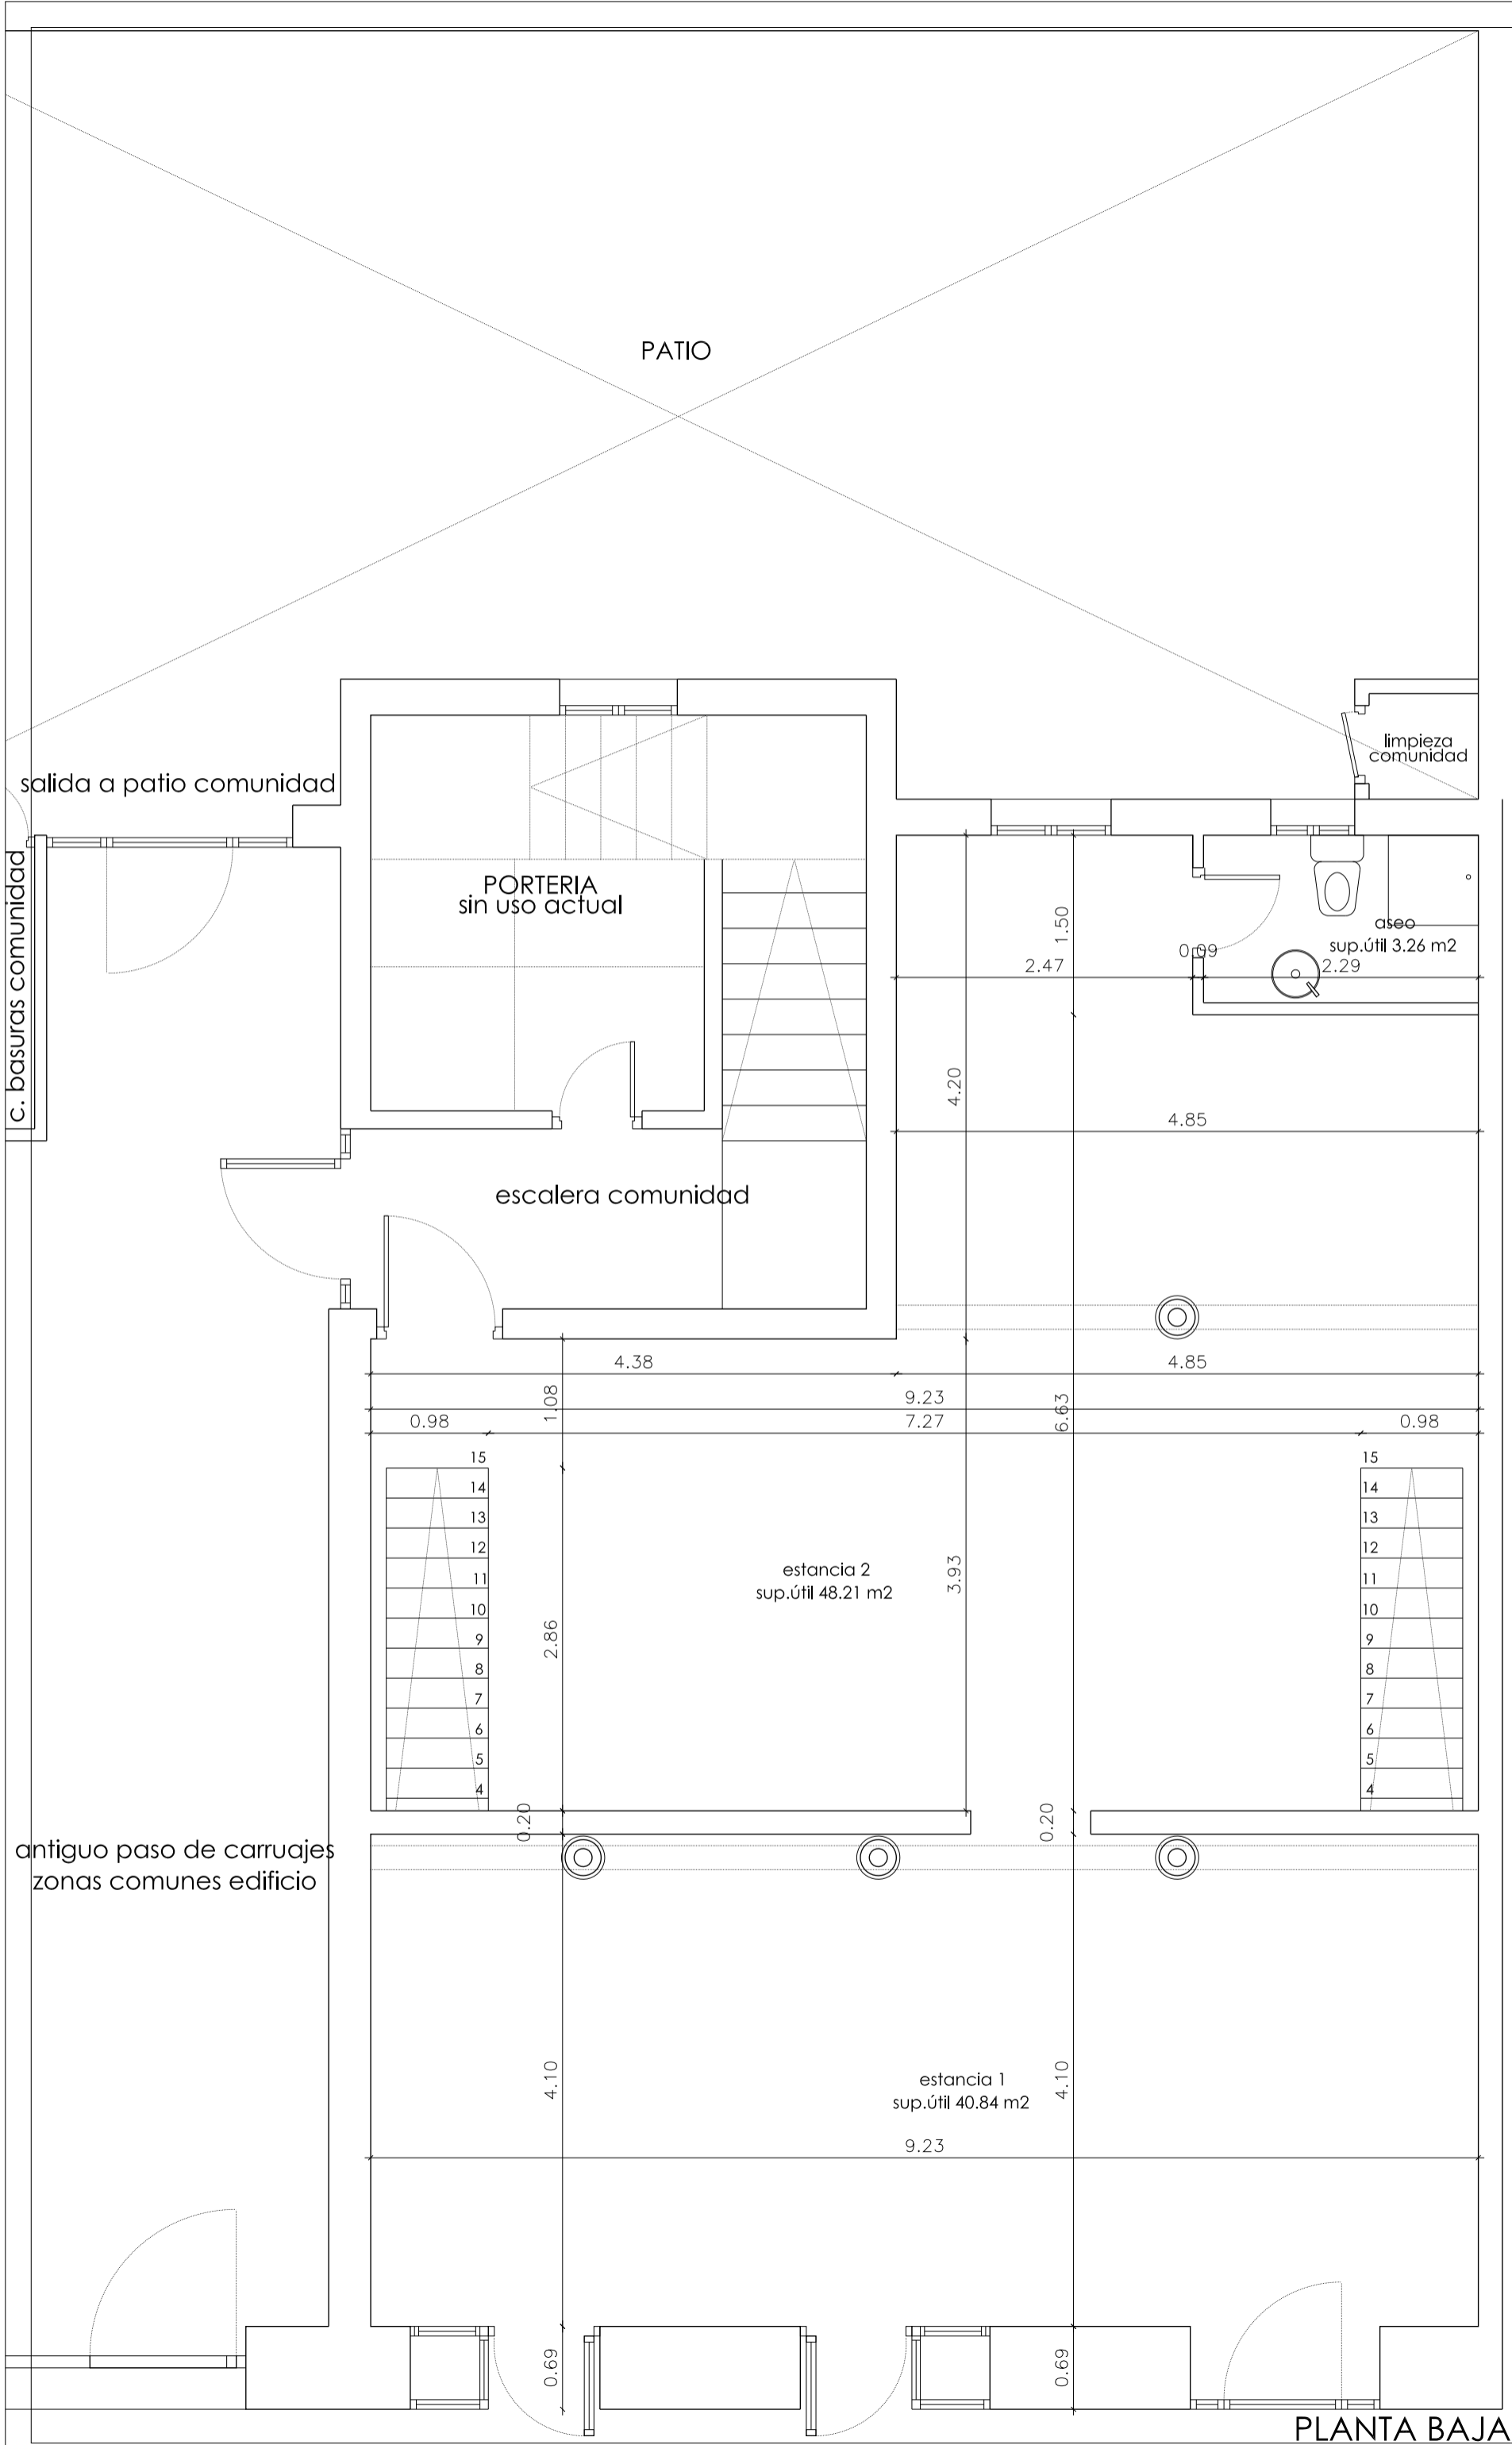 PATIO
limpieza
comunidad
salida a patio comunidad
c. basuras comunidad
PORTERIA
sin uso actual
aseo
sup.útil 3.26 m2
1.50
0.09
2.47
2.29
4.20
4.85
escalera comunidad
4.38
4.85
1.08
9.23
6.63
0.98
7.27
0.98
15
14
13
12
11
10
9
8
7
6
5
4
15
14
13
12
11
10
9
8
7
6
5
4
estancia 2
sup.útil 48.21 m2
3.93
2.86
0.20
0.20
antiguo paso de carruajes
zonas comunes edificio
4.10
estancia 1
sup.útil 40.84 m2
4.10
9.23
0.69
0.69
PLANTA BAJA